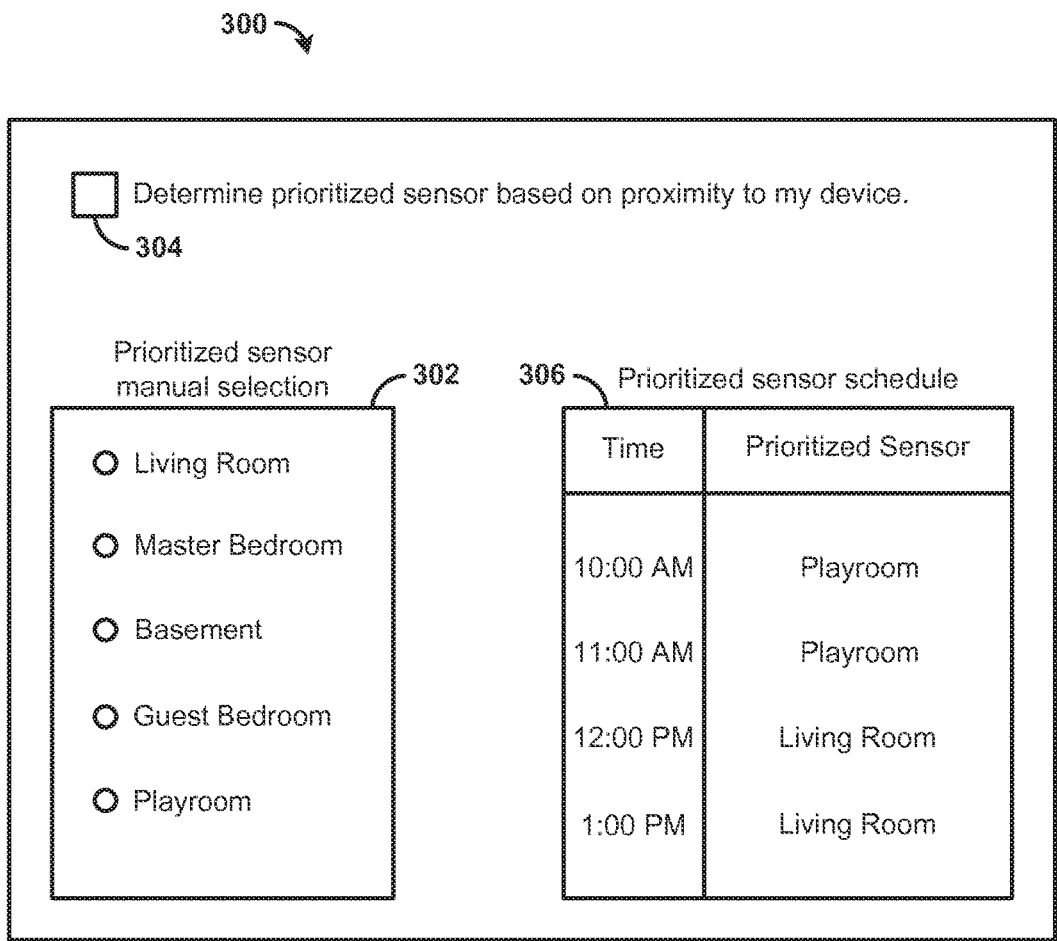 300
Determine prioritized sensor based on proximity to my device.
304
Prioritized sensor
manual selection
302
Living Room
Master Bedroom
Basement
Guest Bedroom
Playroom
306
Prioritized sensor schedule
Time Prioritized Sensor
10:00 AM Playroom
11:00 AM Playroom
12:00 PM Living Room
1:00 PM Living Room